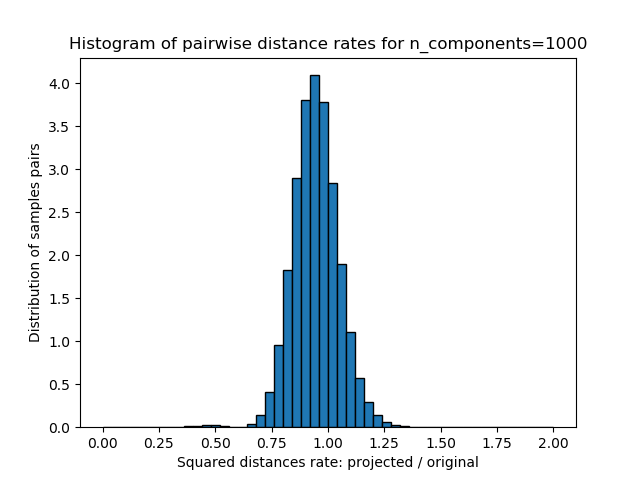 Histogram of pairwise distance rates for n_components=1000
4.0
3.5
3.0
2.5
2.0
1.5
1.0
0.5
0.0
Distribution of samples pairs
0.00 0.25 0.50 0.75 1.00 1.25 1.50 1.75 2.00
Squared distances rate: projected / original